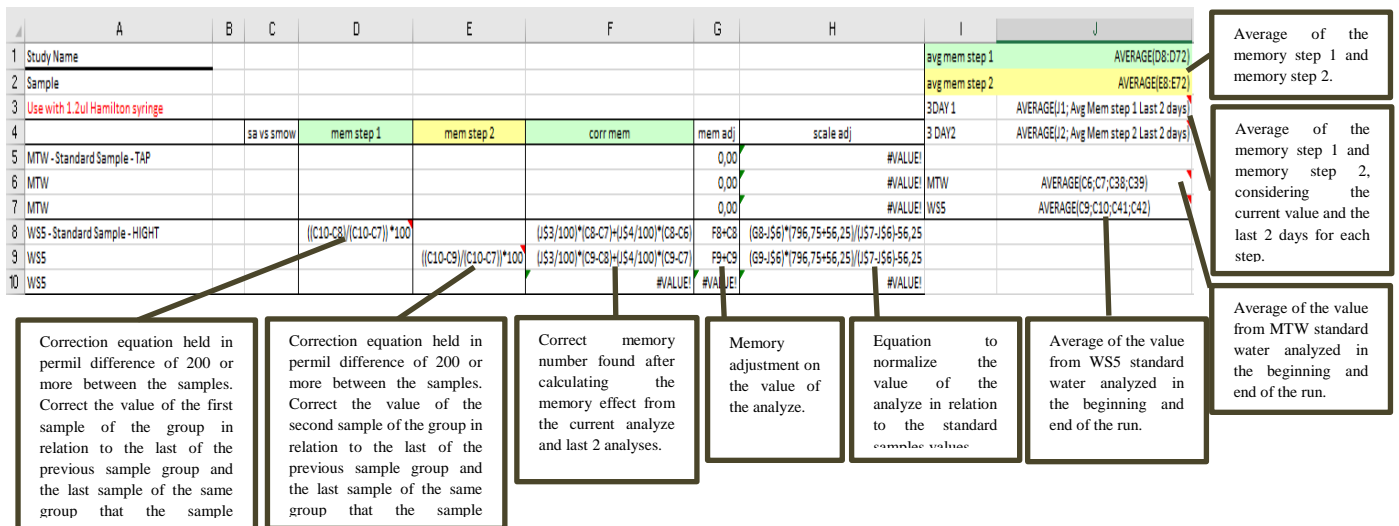 A B C D E F G H I J
1 Study Name avg mem step 1 AVERAGE(D8:D72)
2 Sample avg mem step 2 AVERAGE(E8:E72)
3 Use with 1.2ul Hamilton syringe 3DAY 1 AVERAGE(J1; Avg Mem step 1 Last 2 days)
4 sa vs smow mem step 1 mem step 2 corr mem mem adj scale adj 3 DAY2 AVERAGE(J2; Avg Mem step 2 Last 2 days)
5 MTW - Standard Sample - TAP 0,00 #VALUE!
6 MTW 0,00 #VALUE! MTW AVERAGE(C6;C7;C38;C39)
7 MTW 0,00 #VALUE! WS5 AVERAGE(C9;C10;C41;C42)
8 WS5 - Standard Sample - HIGHT ((C10-C8)/(C10-C7)) *100 (J$3/100)*(C8-C7)+(J$4/100)*(C8-C6) F8+C8 (G8-J$6)*(796,75+56,25)/(J$7-J$6)-56,25
9 WS5 ((C10-C9)/(C10-C7))*100 (J$3/100)*(C9-C8)+(J$4/100)*(C9-C7) F9+C9 (G9-J$6)*(796,75+56,25)/(J$7-J$6)-56,25
10 WS5 #VALUE! #VALUE! #VALUE!
Average of the
memory step 1 and
memory step 2.
Average of the
memory step 1 and
memory step 2,
considering the
current value and the
last 2 days for each
step.
Average of the value
from MTW standard
water analyzed in
the beginning and
end of the run.
Correction equation held in
permil difference of 200 or
more between the samples.
Correct the value of the first
sample of the group in
relation to the last of the
previous sample group and
the last sample of the same
group that the sample
Correction equation held in
permil difference of 200 or
more between the samples.
Correct the value of the
second sample of the group in
relation to the last of the
previous sample group and
the last sample of the same
group that the sample
Correct memory
number found after
calculating the
memory effect from
the current analyze
and last 2 analyses.
Memory
adjustment on
the value of
the analyze.
Equation to
normalize the
value of the
analyze in relation
to the standard
samples values
Average of the value
from WS5 standard
water analyzed in
the beginning and
end of the run.